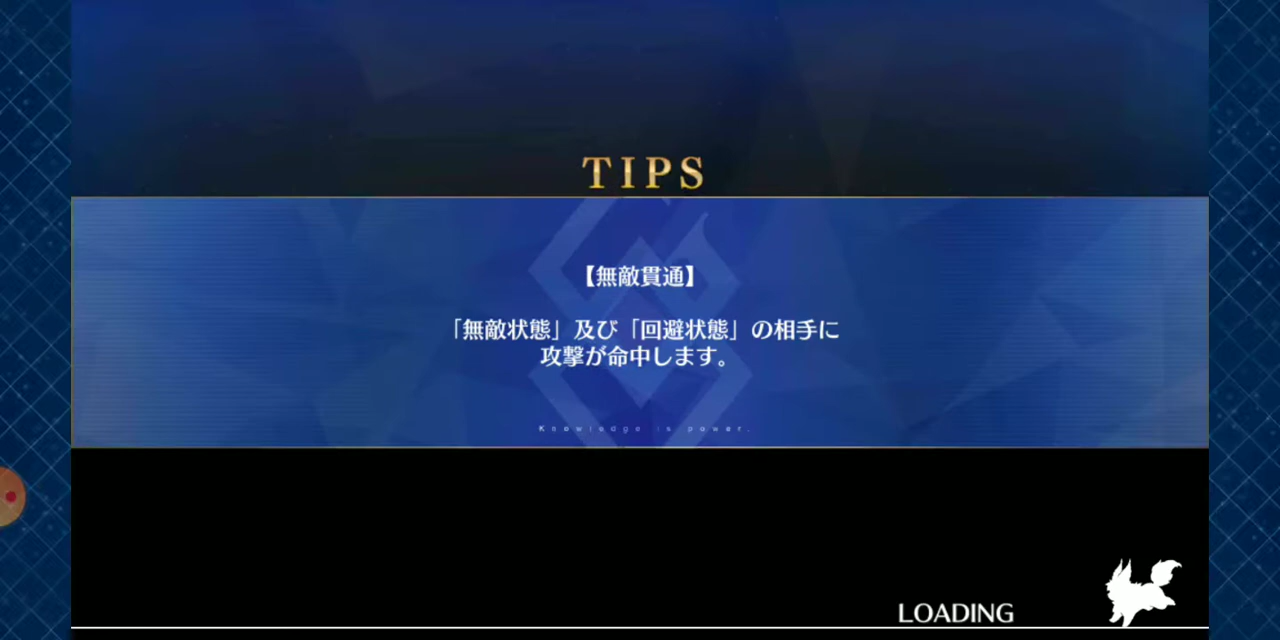 TIPS
【無敵貫通】
「無敵状態」及び「回避状態」の相手に
攻撃が命中します。
Knowledge is power.
LOADING